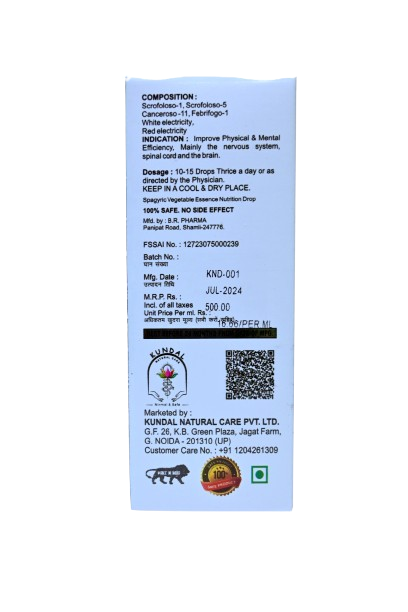 COMPOSITION :
Scrofoloso-1, Scrofoloso-5
Canceroso -11, Febrifogo-1
White electricity,
Red electricity
INDICATION : Improve Physical & Mental
Efficiency, Mainly the nervous system,
spinal cord and the brain.
Dosage : 10-15 Drops Thrice a day or as
directed by the Physician.
KEEP IN A COOL & DRY PLACE.
Spagyric Vegetable Essence Nutrition Drop
100% SAFE. NO SIDE EFFECT
Mfd. by : B.R. PHARMA
Panipat Road, Shamli-247776.
FSSAI No. : 12723075000239
Batch No. : KND-001
घान संख्या
Mfg. Date : JUL-2024
उत्पादन तिथि
M.R.P. Rs. : 500.00
Incl. of all taxes
Unit Price Per ml. Rs. : 16.66/PER ML
अधिकतम खुदरा मूल्य
KUNDAL
NATURAL CARE
Marketed by :
KUNDAL NATURAL CARE PVT. LTD.
G.F. 26, K.B. Green Plaza, Jagat Farm,
G. NOIDA - 201310 (UP)
Customer Care No. : +91 1204261309
MAKE IN INDIA
100%